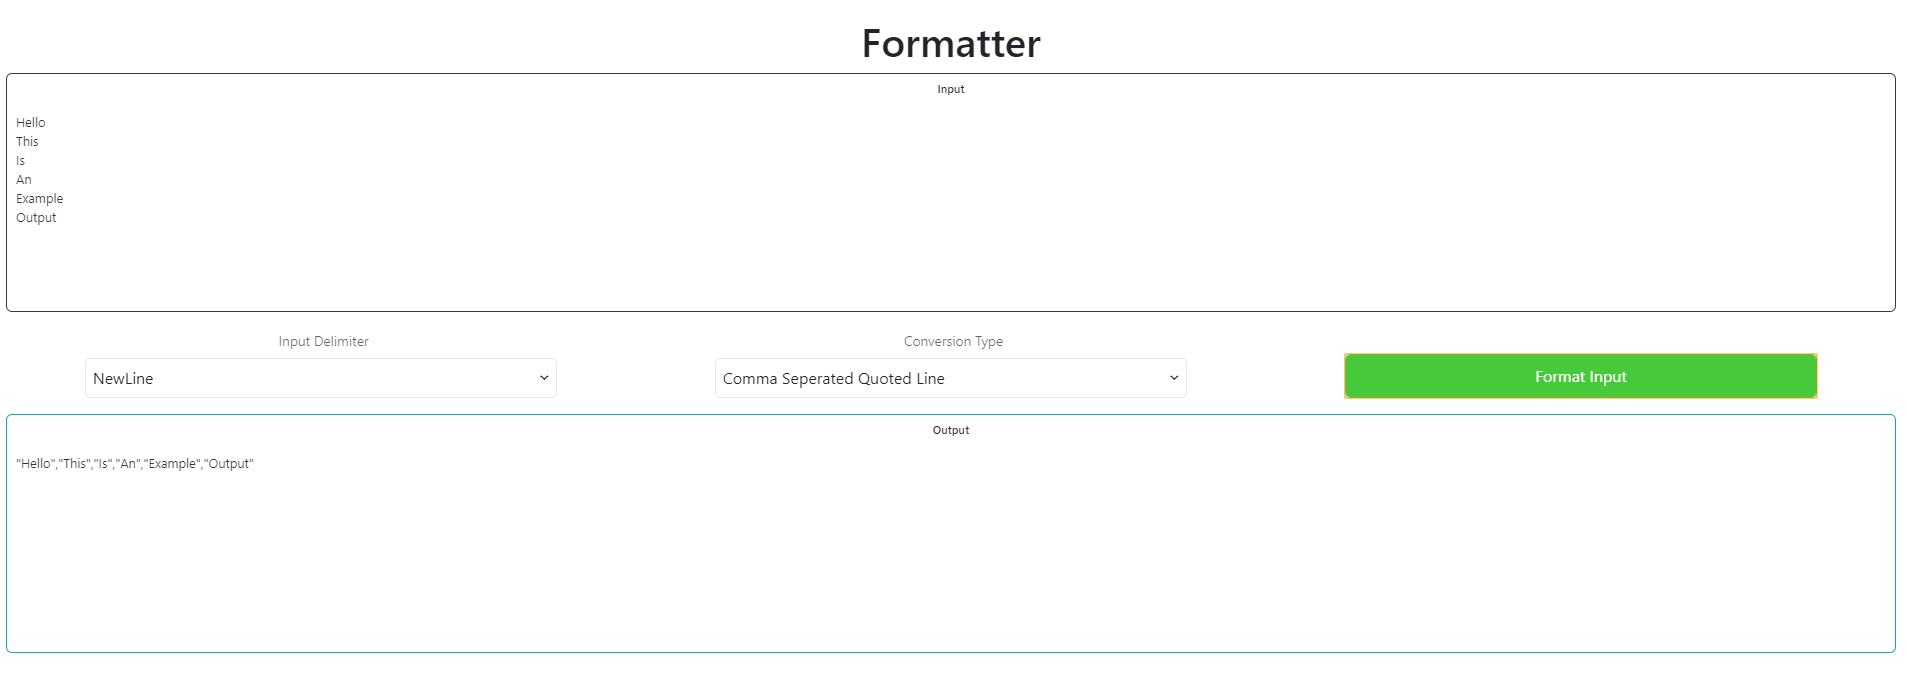 Formatter
Input
Hello
This
Is
An
Example
Output
Input Delimiter
Conversion Type
NewLine
Comma Seperated Quoted Line
Format Input
Output
"Hello","This","Is","An","Example","Output"